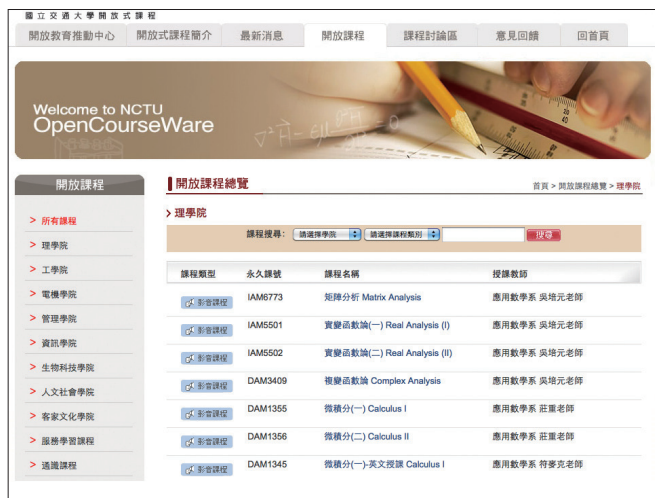 國立交通大學開放式課程
開放教育推動中心 開放式課程簡介 最新消息 開放課程 課程討論區 意見回饋 回首頁
Welcome to NCTU
OpenCourseWare
開放課程
> 所有課程
> 理學院
> 工學院
> 電機學院
> 管理學院
> 資訊學院
> 生物科技學院
> 人文社會學院
> 客家文化學院
> 服務學習課程
> 通識課程
開放課程總覽
首頁 > 開放課程總覽 > 理學院
> 理學院
課程搜尋: 請選擇學院 請選擇課程類別 搜尋
課程類型 永久課號 課程名稱 授課教師
影音課程 IAM6773 矩陣分析 Matrix Analysis 應用數學系 吳培元老師
影音課程 IAM5501 實變函數論(一) Real Analysis (I) 應用數學系 吳培元老師
影音課程 IAM5502 實變函數論(二) Real Analysis (II) 應用數學系 吳培元老師
影音課程 DAM3409 複變函數論 Complex Analysis 應用數學系 吳培元老師
影音課程 DAM1355 微積分(一) Calculus I 應用數學系 莊重老師
影音課程 DAM1356 微積分(二) Calculus II 應用數學系 莊重老師
影音課程 DAM1345 微積分(一)-英文授課 Calculus I 應用數學系 符麥克老師